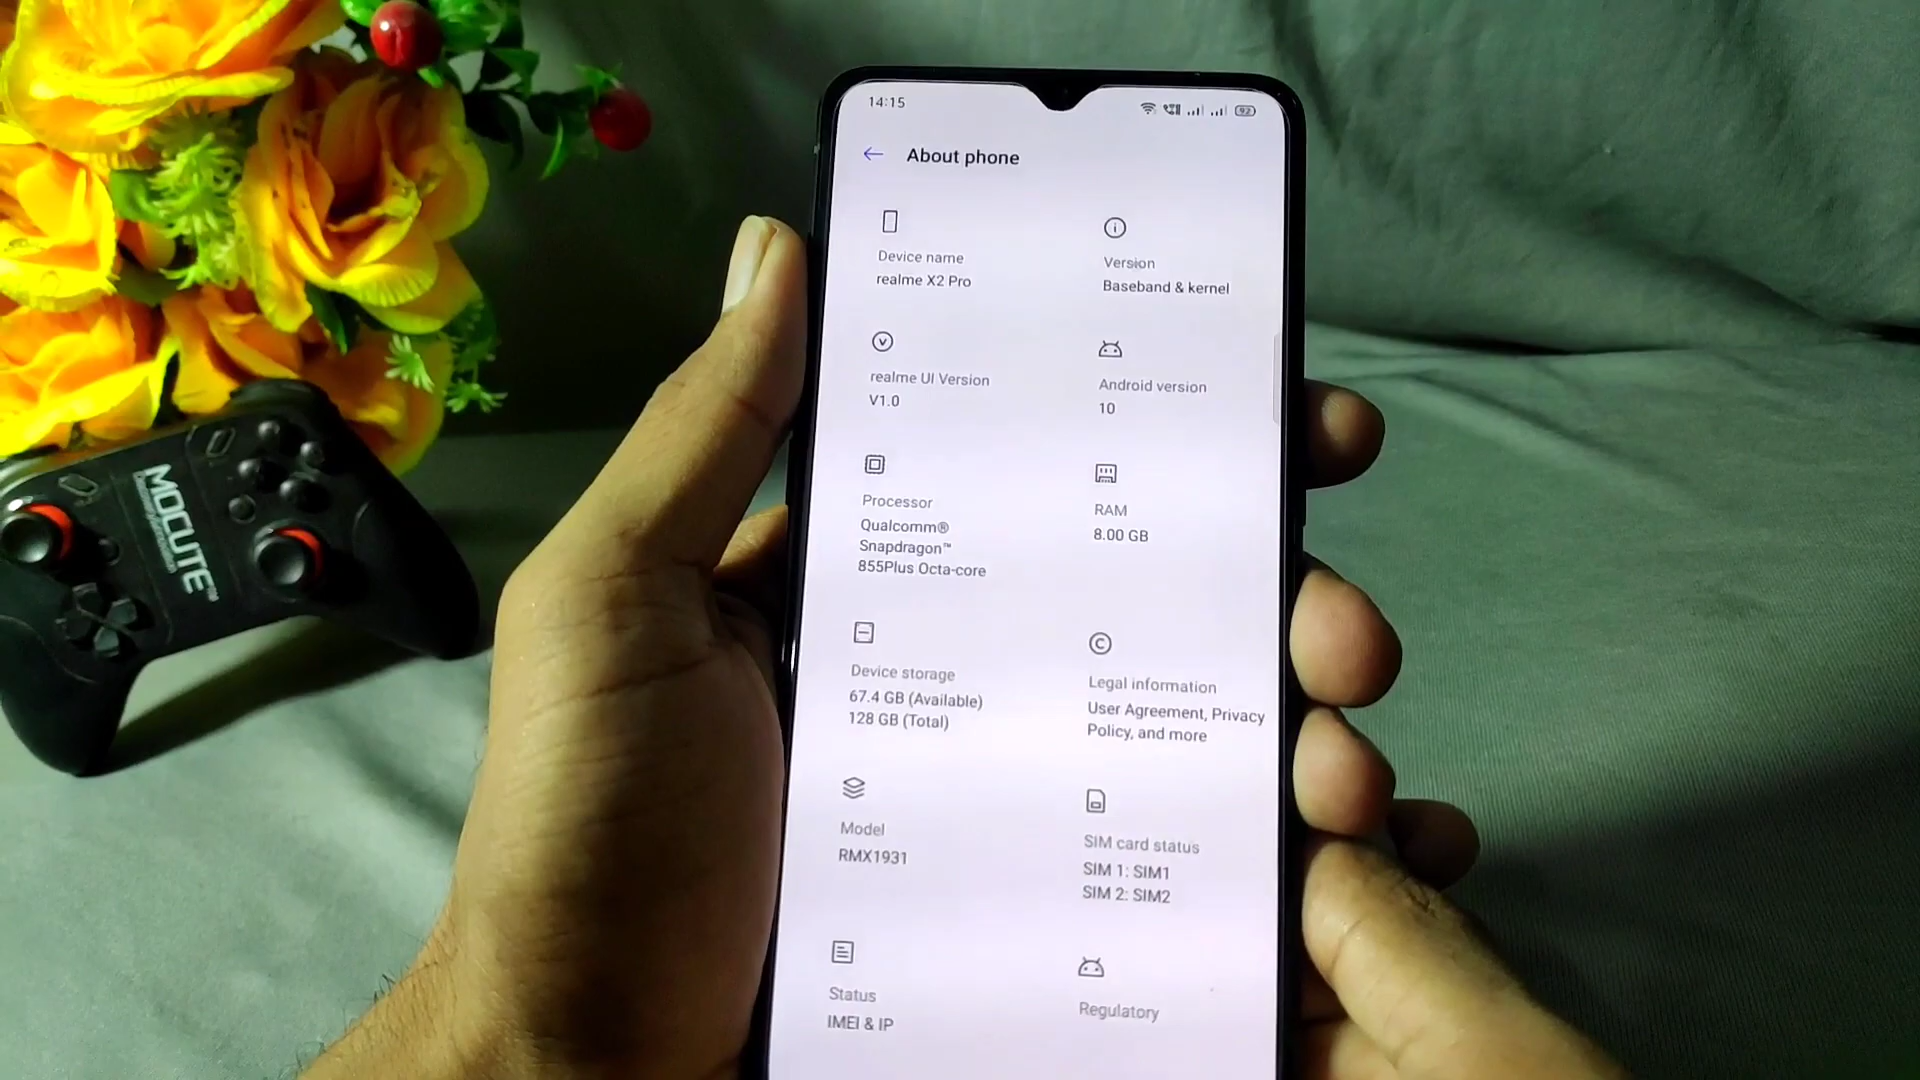 14:15
92
About phone
Device name
realme X2 Pro
Version
Baseband & kernel
realme UI Version
V1.0
Android version
10
Processor
Qualcomm®
Snapdragon™
855Plus Octa-core
RAM
8.00 GB
Device storage
67.4 GB (Available)
128 GB (Total)
Legal information
User Agreement, Privacy
Policy, and more
Model
RMX1931
SIM card status
SIM 1: SIM1
SIM 2: SIM2
Status
IMEI & IP
Regulatory
MOCUTE